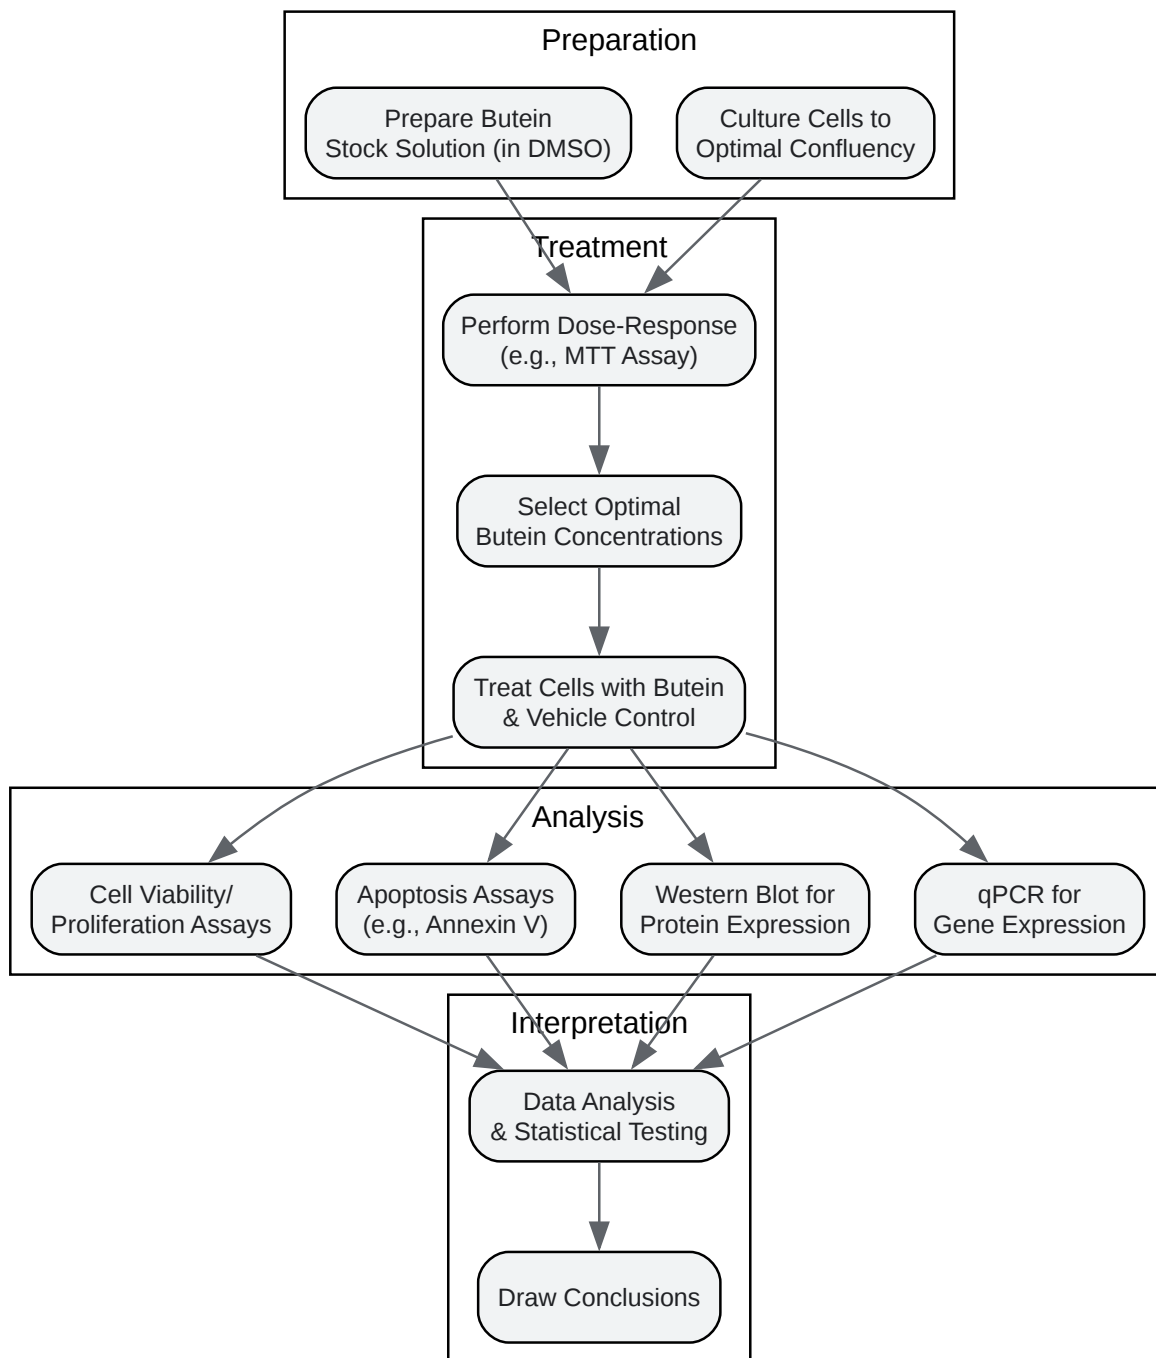 Preparation
Prepare Butein
Stock Solution (in DMSO)
Culture Cells to
Optimal Confluency
Treatment
Perform Dose-Response
(e.g., MTT Assay)
Select Optimal
Butein Concentrations
Treat Cells with Butein
& Vehicle Control
Analysis
Cell Viability/
Proliferation Assays
Apoptosis Assays
(e.g., Annexin V)
Western Blot for
Protein Expression
qPCR for
Gene Expression
Interpretation
Data Analysis
& Statistical Testing
Draw Conclusions